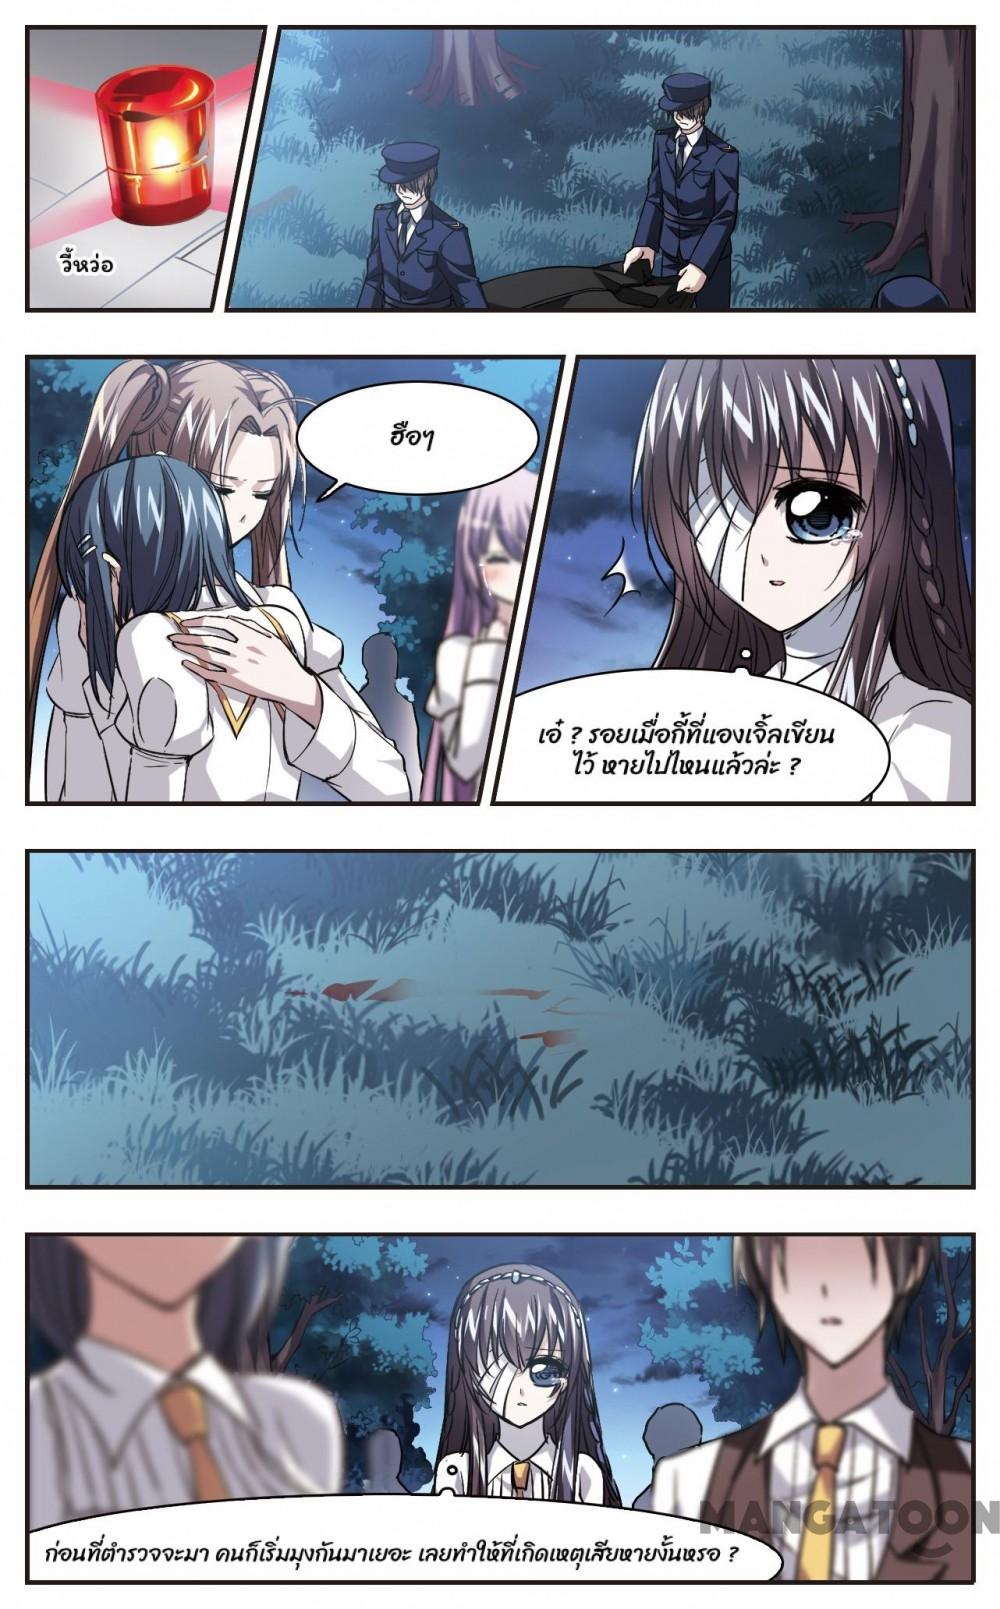 วี้หว่อ
ฮือๆ
เอ๋ ? รอยเมื่อกี้ที่แองเจิ้ลเขียน
ไว้ หายไปไหนแล้วล่ะ ?
MANGATOON
ก่อนที่ตำรวจจะมา คนก็เริ่มมุงกันมาเยอะ เลยทำให้ที่เกิดเหตุเสียหายงั้นหรอ ?